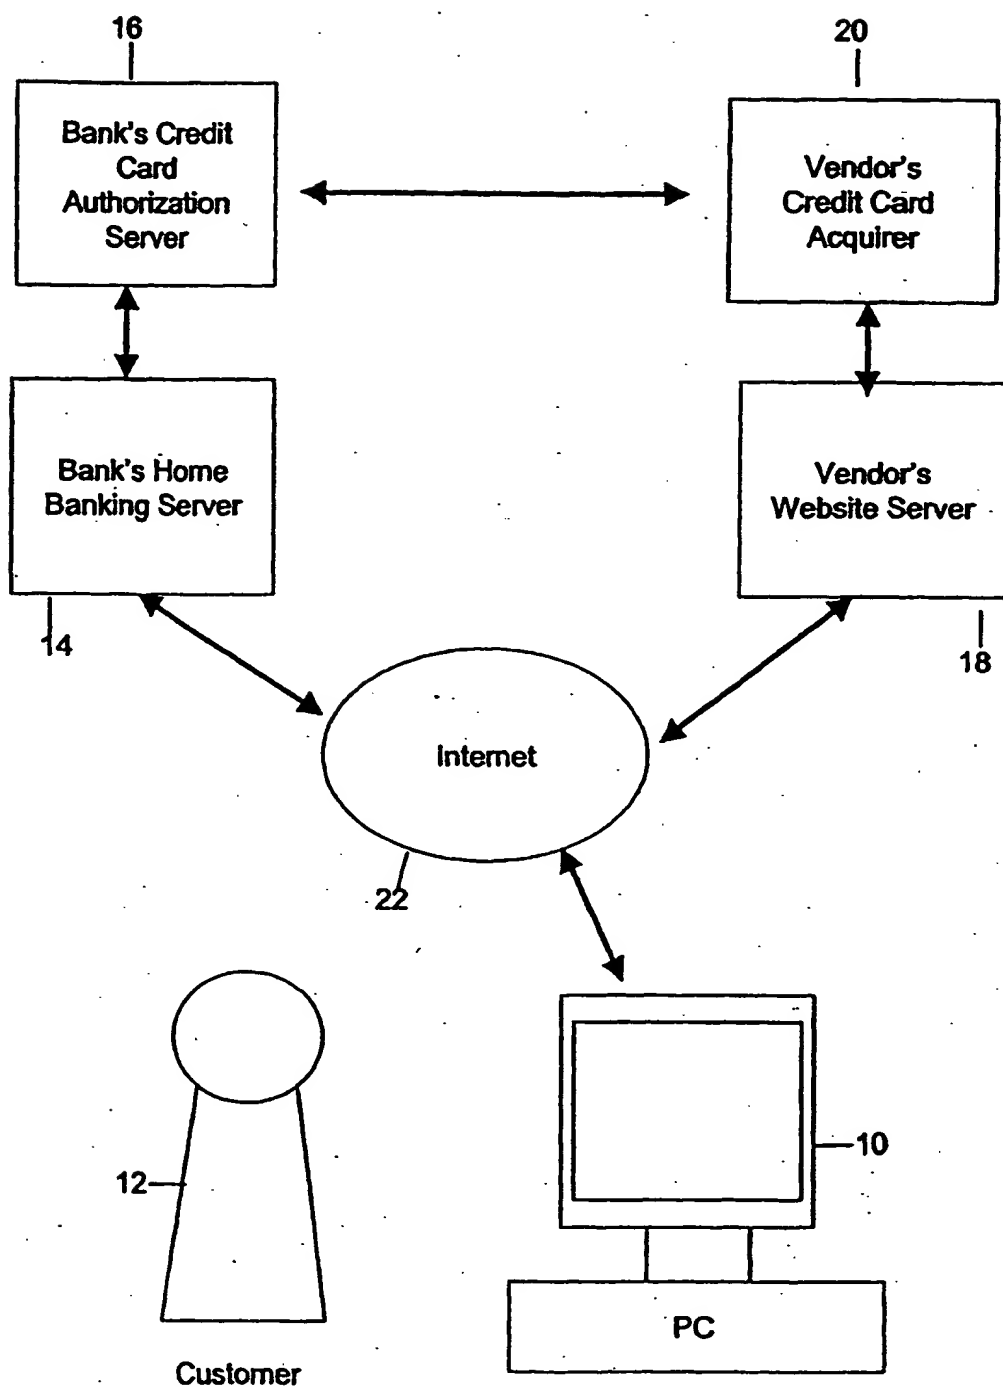 16
20
Bank's Credit
Card
Authorization
Server
Vendor's
Credit Card
Acquirer
Bank's Home
Banking Server
Vendor's
Website Server
14
18
Internet
22
12
10
PC
Customer